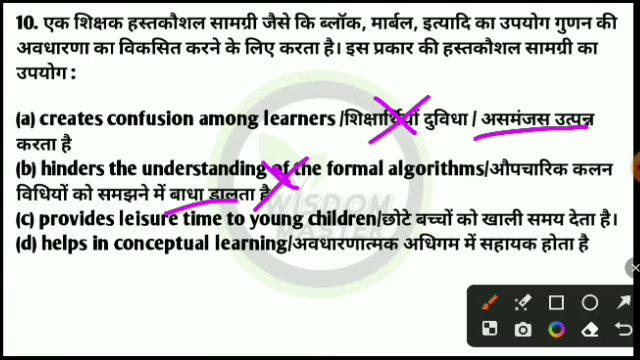 10. एक शिक्षक हस्तकौशल सामग्री जैसे कि ब्लॉक, मार्बल, इत्यादि का उपयोग गुणन की
अवधारणा का विकसित करने के लिए करता है। इस प्रकार की हस्तकौशल सामग्री का
उपयोग :
(a) creates confusion among learners /शिक्षार्थियों दुविधा / असमंजस उत्पन्न
करता है
(b) hinders the understanding of the formal algorithms/औपचारिक कलन
विधियों को समझने में बाधा डालता है
WISDOM
(c) provides leisure time to young children/छोटे बच्चों को खाली समय देता है।
MASTER
(d) helps in conceptual learning/अवधारणात्मक अधिगम में सहायक होता है